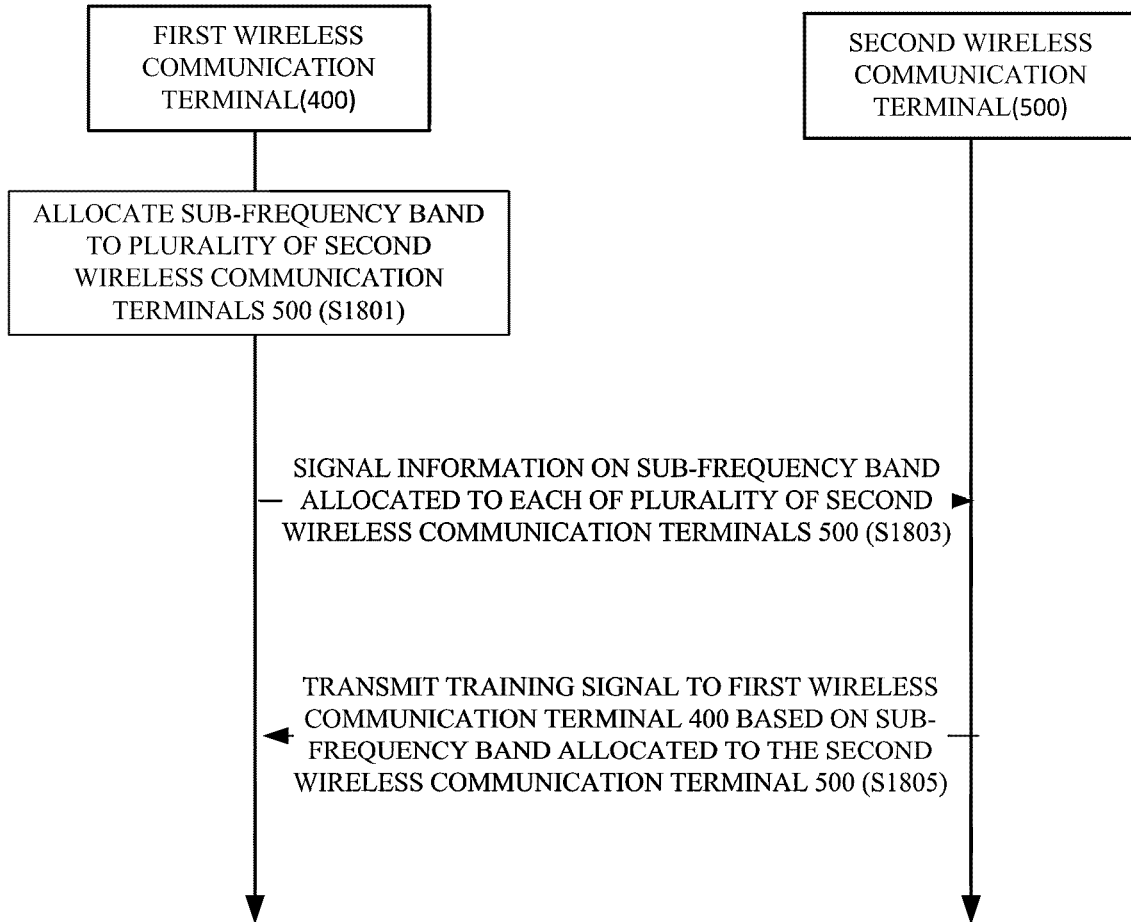 FIRST WIRELESS
COMMUNICATION
TERMINAL(400)
SECOND WIRELESS
COMMUNICATION
TERMINAL(500)
ALLOCATE SUB-FREQUENCY BAND
TO PLURALITY OF SECOND
WIRELESS COMMUNICATION
TERMINALS 500 (S1801)
SIGNAL INFORMATION ON SUB-FREQUENCY BAND
ALLOCATED TO EACH OF PLURALITY OF SECOND
WIRELESS COMMUNICATION TERMINALS 500 (S1803)
TRANSMIT TRAINING SIGNAL TO FIRST WIRELESS
COMMUNICATION TERMINAL 400 BASED ON SUB-
FREQUENCY BAND ALLOCATED TO THE SECOND
WIRELESS COMMUNICATION TERMINAL 500 (S1805)